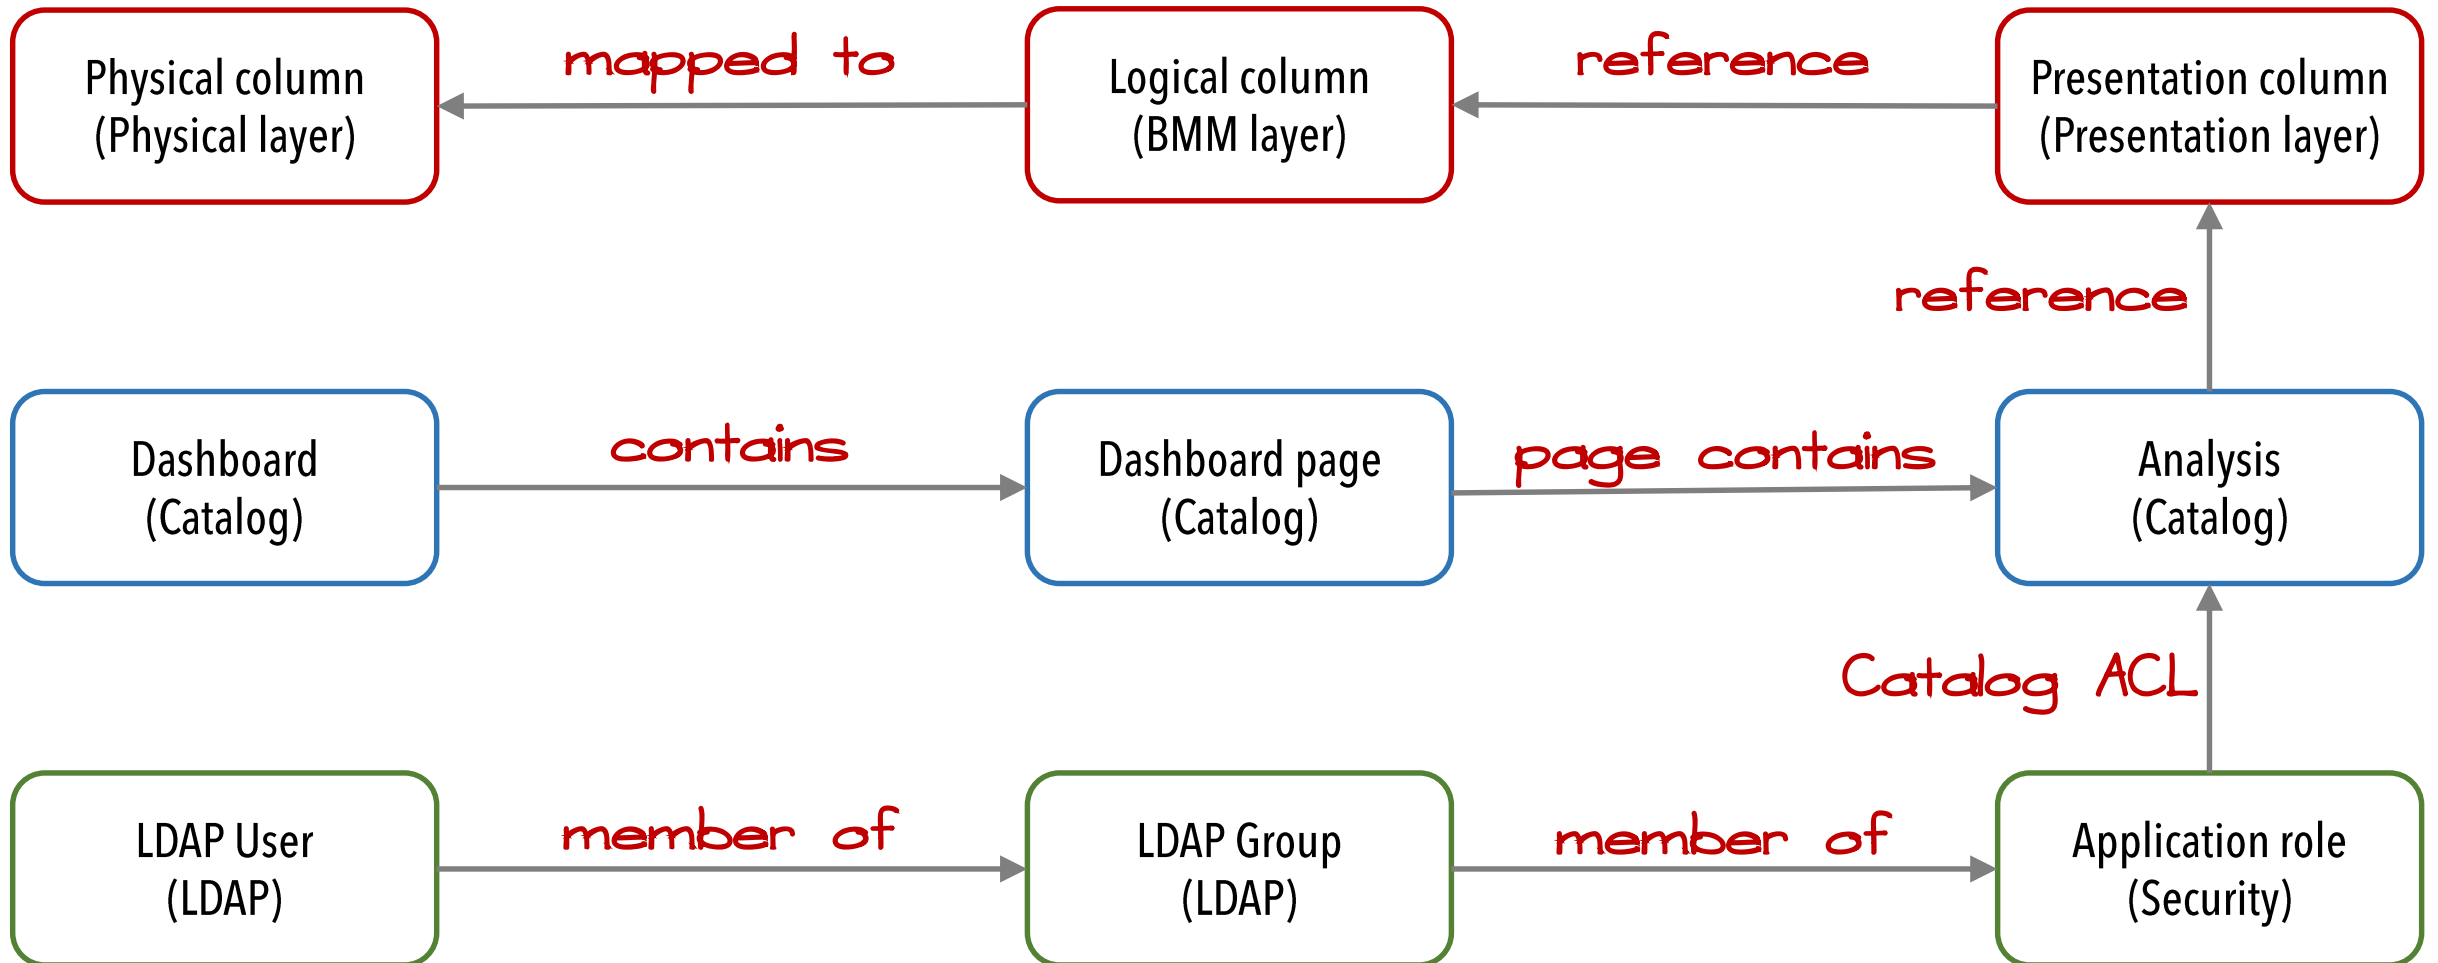 Physical column
(Physical layer)
mapped to
Logical column
(BMM layer)
reference
Presentation column
(Presentation layer)
reference
Dashboard
(Catalog)
contains
Dashboard page
(Catalog)
page contains
Analysis
(Catalog)
Catalog ACL
LDAP User
(LDAP)
member of
LDAP Group
(LDAP)
member of
Application role
(Security)